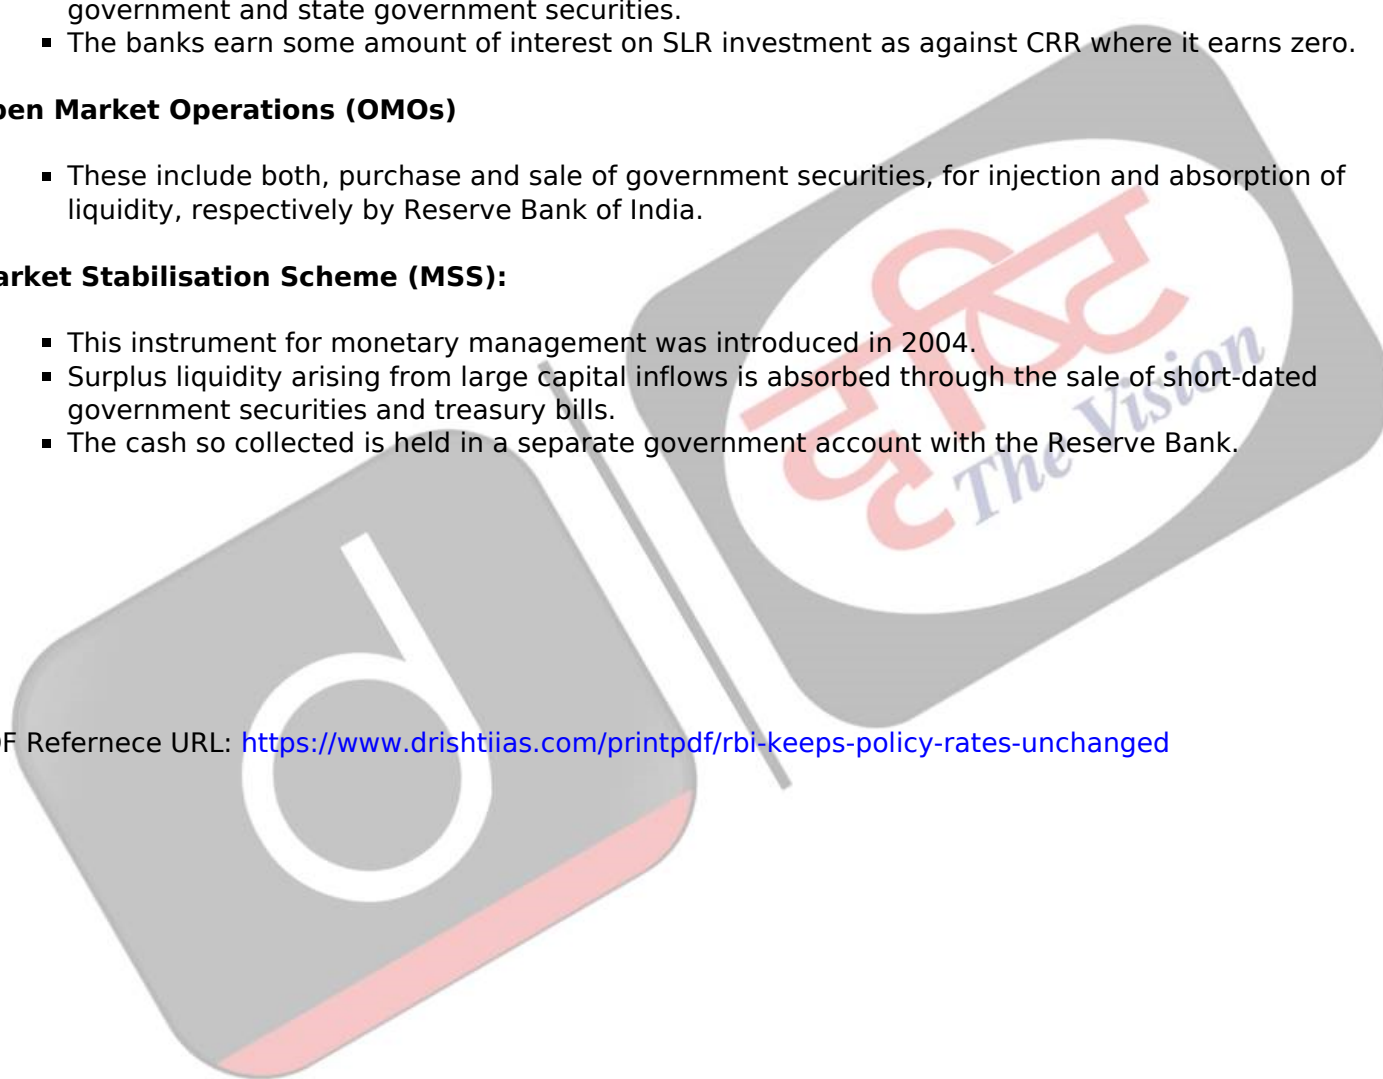 government and state government securities.
▪ The banks earn some amount of interest on SLR investment as against CRR where it earns zero.
pen Market Operations (OMOs)
▪ These include both, purchase and sale of government securities, for injection and absorption of
liquidity, respectively by Reserve Bank of India.
arket Stabilisation Scheme (MSS):
▪ This instrument for monetary management was introduced in 2004.
▪ Surplus liquidity arising from large capital inflows is absorbed through the sale of short-dated
government securities and treasury bills.
▪ The cash so collected is held in a separate government account with the Reserve Bank.
दृष्टि
The Vision
d
F Refernece URL: https://www.drishtiias.com/printpdf/rbi-keeps-policy-rates-unchanged